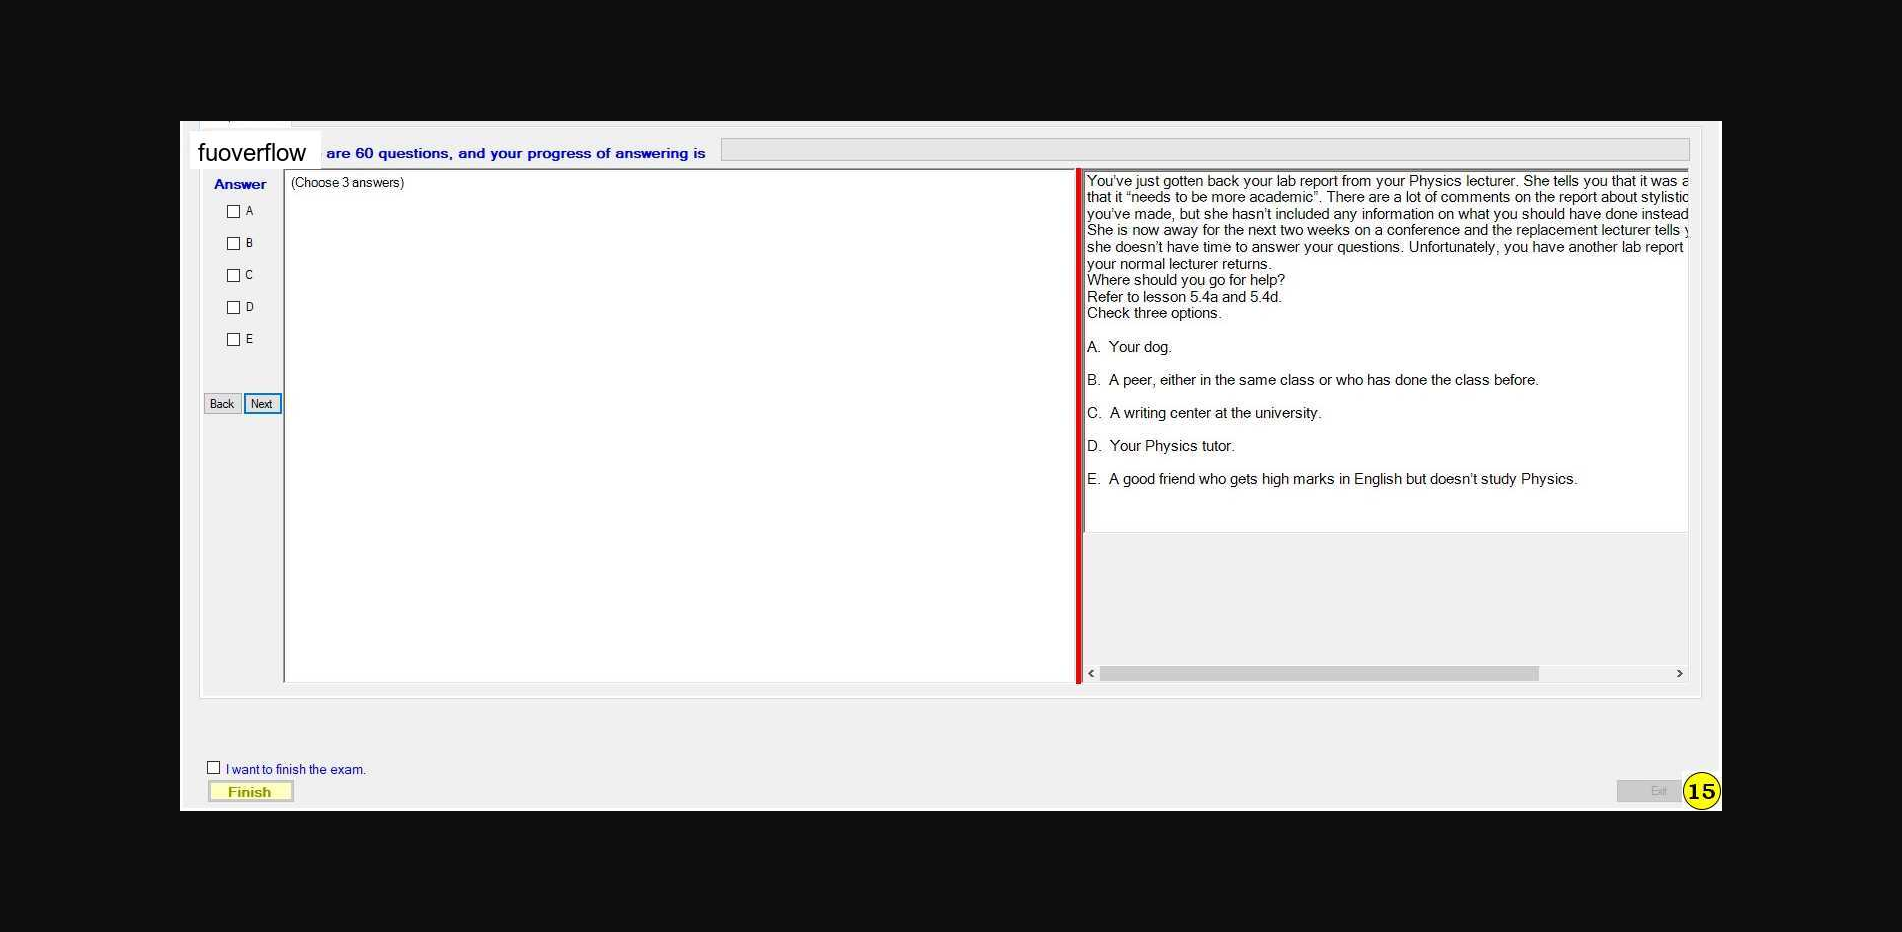 fuoverflow are 60 questions, and your progress of answering is
Answer
A
B
C
D
E
Back Next
(Choose 3 answers)
You've just gotten back your lab report from your Physics lecturer. She tells you that it was a
that it “needs to be more academic”. There are a lot of comments on the report about stylistic
you've made, but she hasn't included any information on what you should have done instead
She is now away for the next two weeks on a conference and the replacement lecturer tells
she doesn't have time to answer your questions. Unfortunately, you have another lab report
your normal lecturer returns.
Where should you go for help?
Refer to lesson 5.4a and 5.4d.
Check three options.
A. Your dog.
B. A peer, either in the same class or who has done the class before.
C. A writing center at the university.
D. Your Physics tutor.
E. A good friend who gets high marks in English but doesn't study Physics.
I want to finish the exam.
Finish
Exit
15